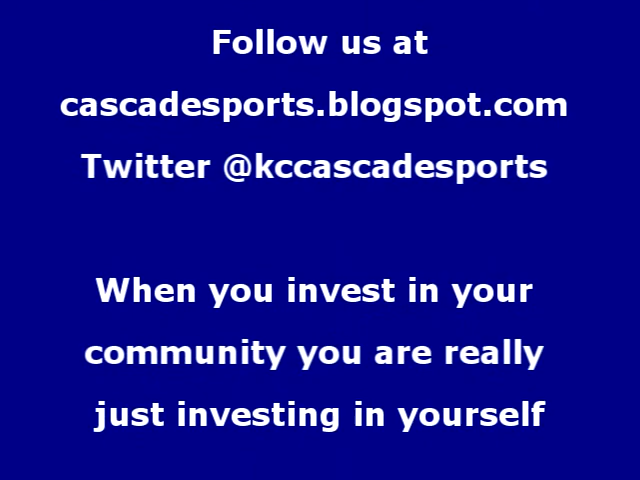 Follow us at
cascadesports.blogspot.com
Twitter @kccascadesports
When you invest in your
community you are really
just investing in yourself